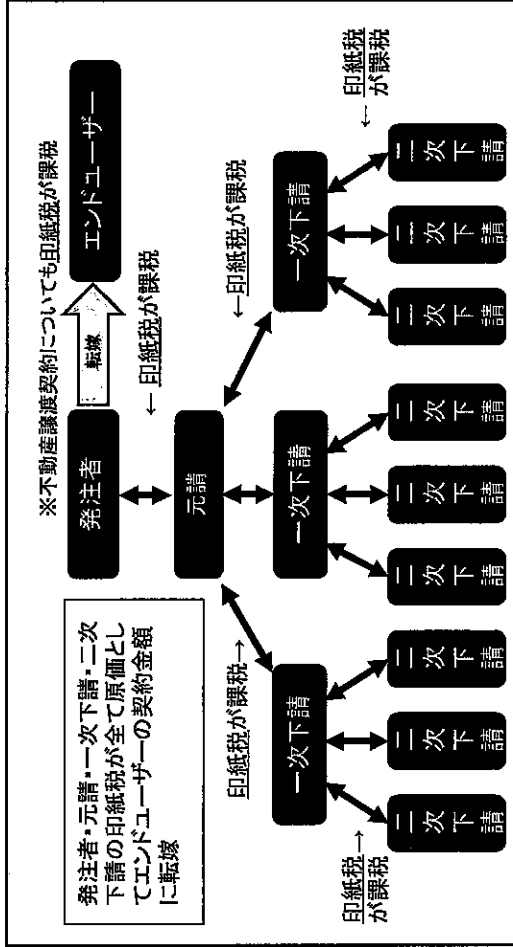 ※不動産譲渡契約についても印紙税が課税
発注者・元請・一次下請・二次
下請の印紙税が全て原価とし
てエンドユーザーの契約金額
に転嫁
発注者
転嫁
エンドユーザー
←印紙税が課税
元請
印紙税が課税→
←印紙税が課税
一次下請
一次下請
一次下請
印紙税→
が課税
←印紙税
が課税
二次
下請
二次
下請
二次
下請
二次
下請
二次
下請
二次
下請
二次
下請
二次
下請
二次
下請